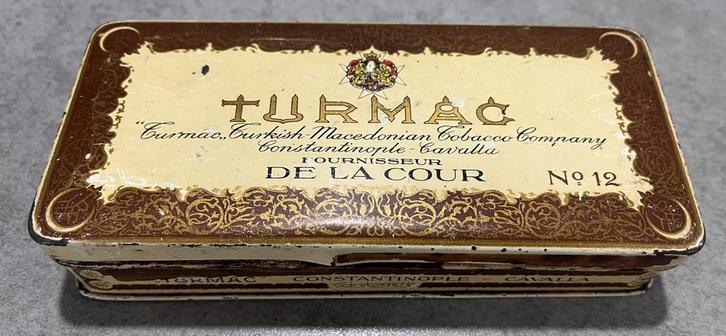 TURMAC
"Turmac, Turkish Macedonian Tobacco Company
Constantinople - Cavalla
FOURNISSEUR
DE LA COUR
No 12
TURMAC CONSTANTINOPLE CAVALLA